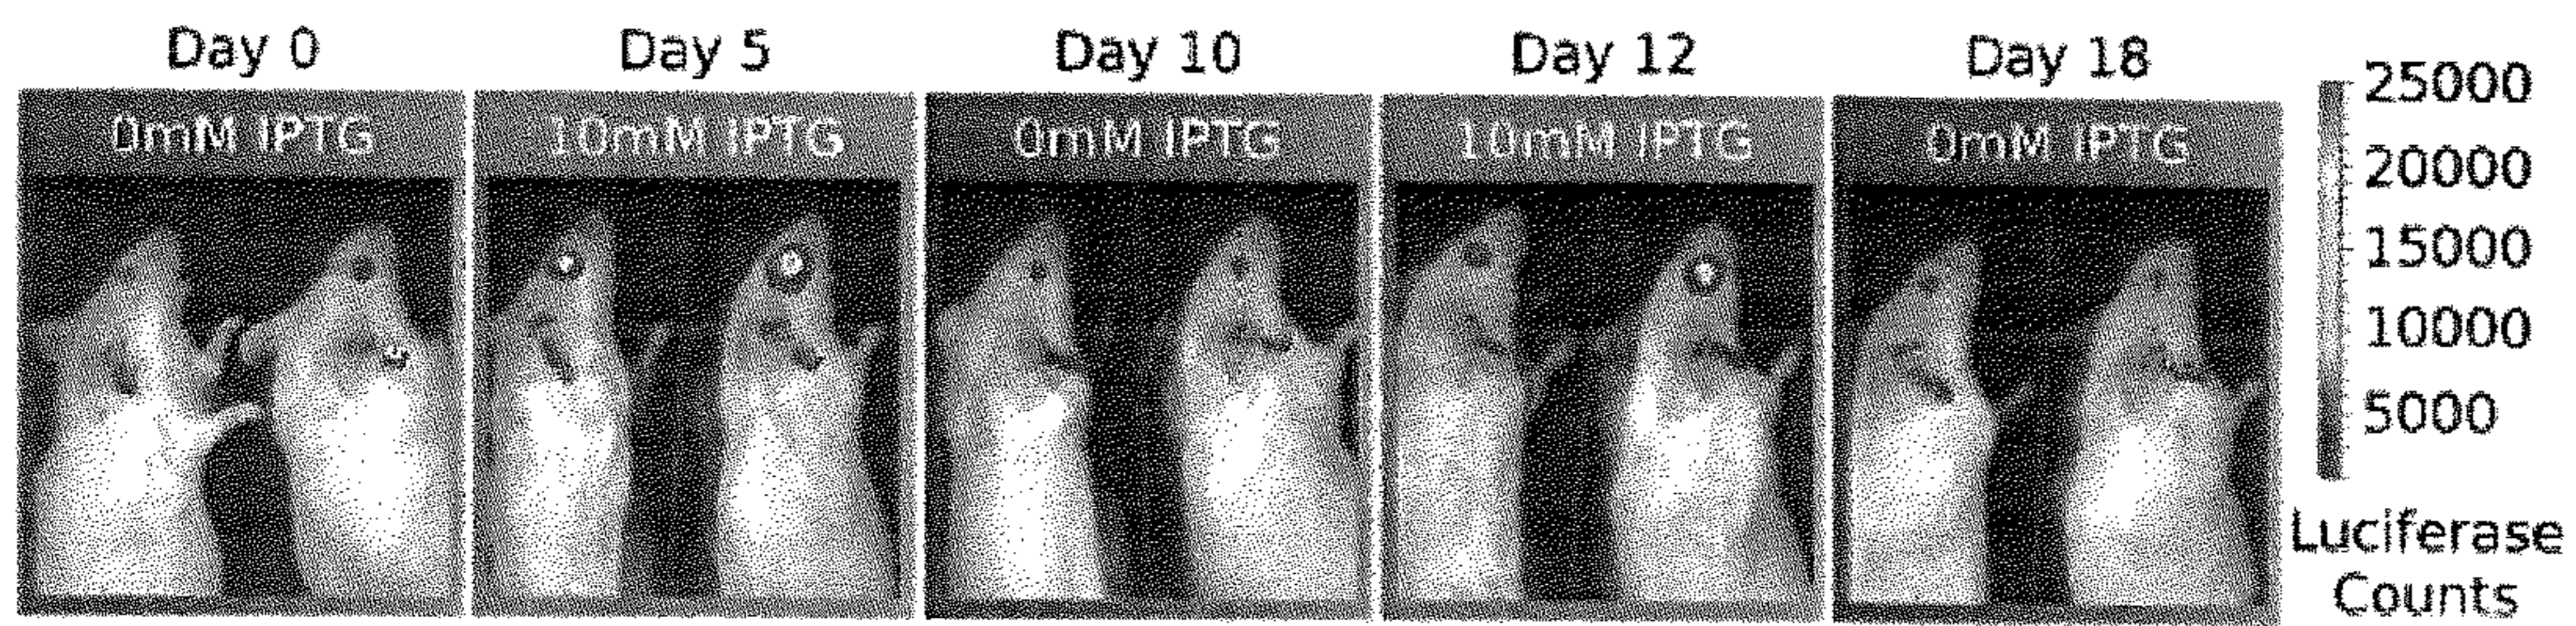 Day 0
Day 5
Day 10
Day 12
Day 18
0mM IPTG
10mM IPTG
0mM IPTG
10mM IPTG
0mM IPTG
25000
20000
15000
10000
5000
Luciferase
Counts